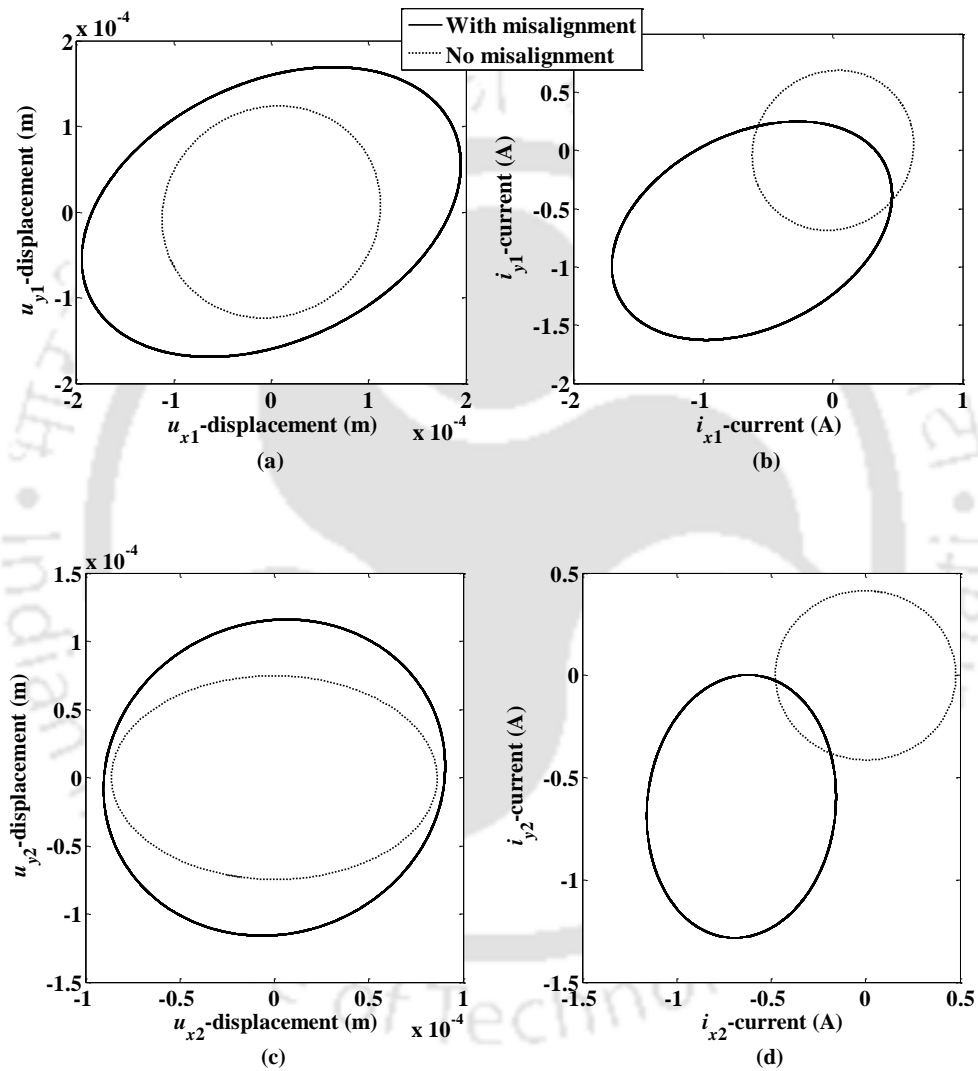 With misalignment
No misalignment
x 10⁻⁴
2
1
0
-1
-2
-2 -1 0 1 2
u_y1-displacement (m)
u_x1-displacement (m)
x 10⁻⁴
(a)
0.5
0
-0.5
-1
-1.5
-2
-2 -1 0 1
i_y1-current (A)
i_x1-current (A)
(b)
x 10⁻⁴
1.5
1
0.5
0
-0.5
-1
-1.5
-1 -0.5 0 0.5 1
u_y2-displacement (m)
u_x2-displacement (m)
x 10⁻⁴
(c)
0.5
0
-0.5
-1
-1.5
-1.5 -1 -0.5 0 0.5
i_y2-current (A)
i_x2-current (A)
(d)
of Techno